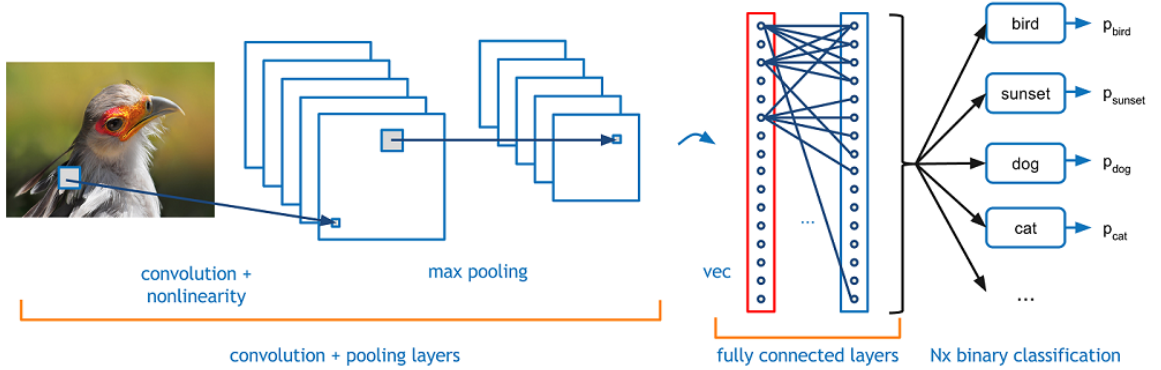 bird
p_bird
sunset
p_sunset
dog
p_dog
cat
p_cat
...
...
convolution +
nonlinearity
max pooling
vec
convolution + pooling layers
fully connected layers
Nx binary classification